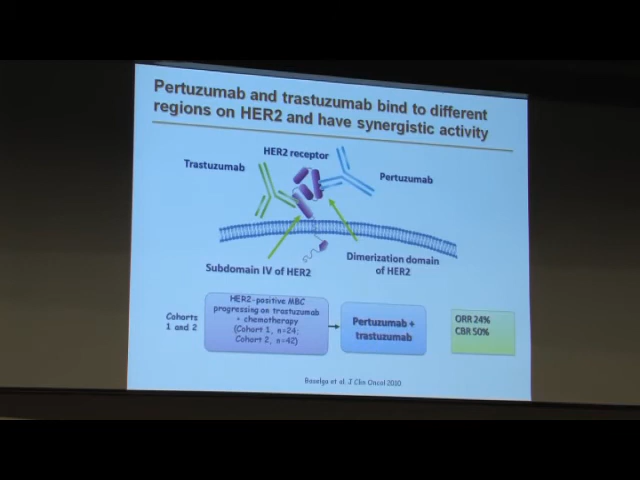 Pertuzumab and trastuzumab bind to different
regions on HER2 and have synergistic activity
HER2 receptor
Trastuzumab
Pertuzumab
Subdomain IV of HER2
Dimerization domain
of HER2
Cohorts
1 and 2
HER2-positive MBC
progressing on trastuzumab
+ chemotherapy
(Cohort 1, n=24;
Cohort 2, n=42)
Pertuzumab +
trastuzumab
ORR 24%
CBR 50%
Baselga et al. J Clin Oncol 2010